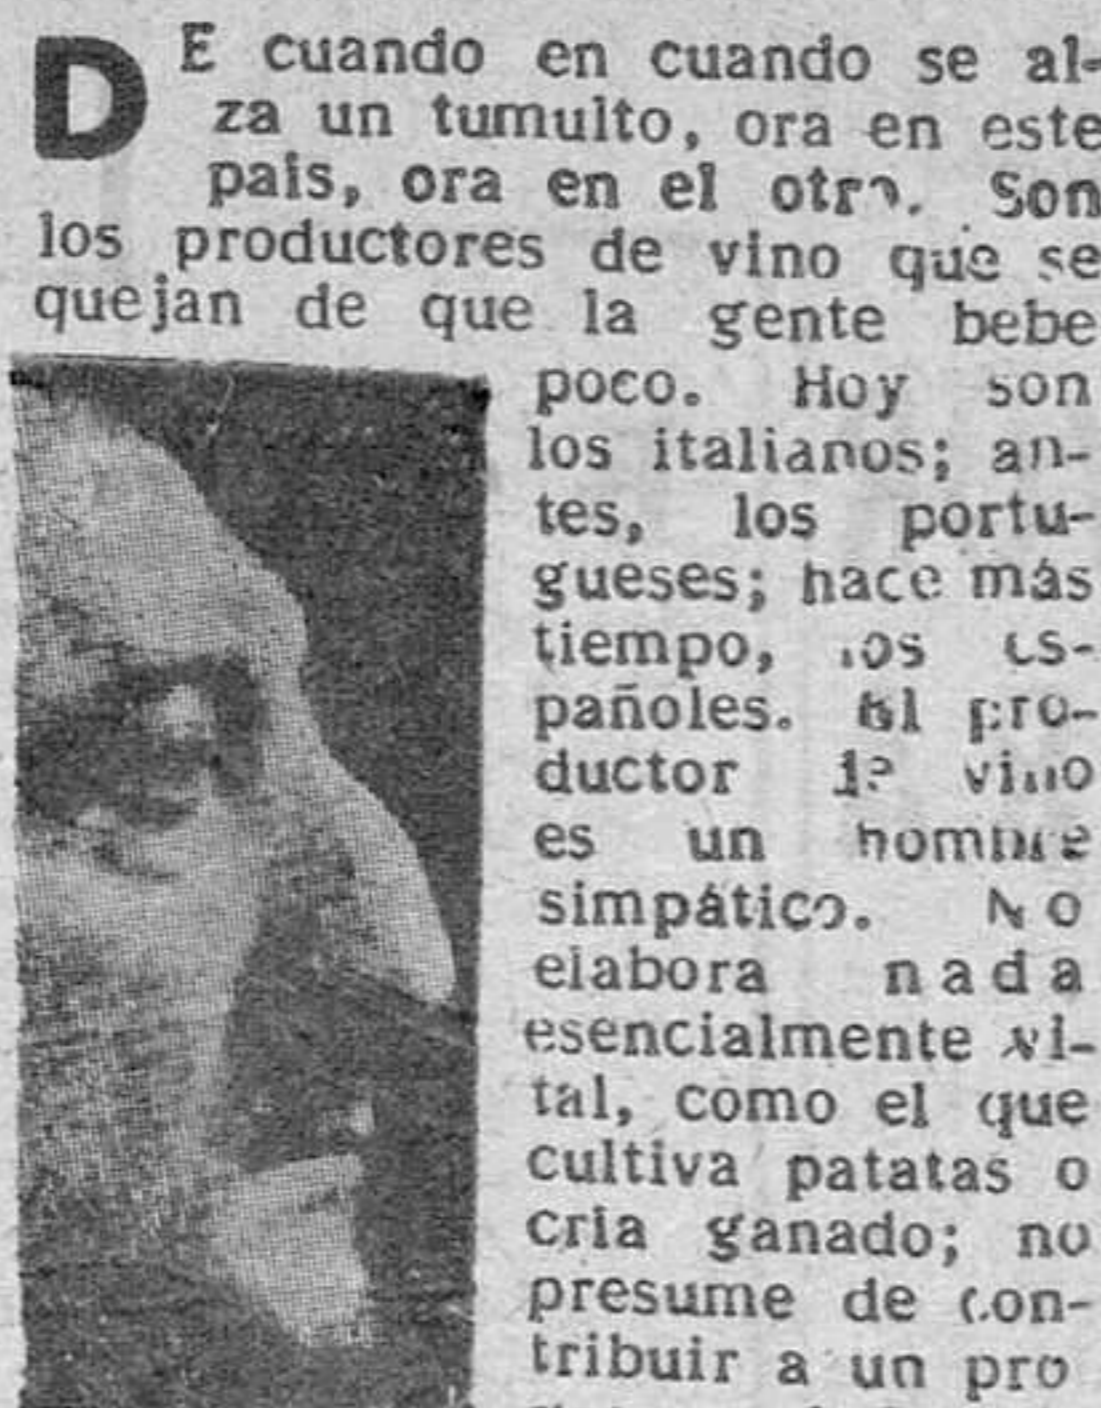 DE cuando en cuando se al-
za un tumulto, ora en este
pais, ora en el otro. Son
los productores de vino que se
quejan de que la gente bebe
poco. Hoy son
los italianos; an-
tes, los portu-
gueses; hace más
tiempo, los es-
pañoles. El pro-
ductor de vino
es un hombre
simpático. No
elabora nada
esencialmente vi-
tal, como el que
cultiva patatas o
cria ganado; no
presume de con-
tribuir a un pro